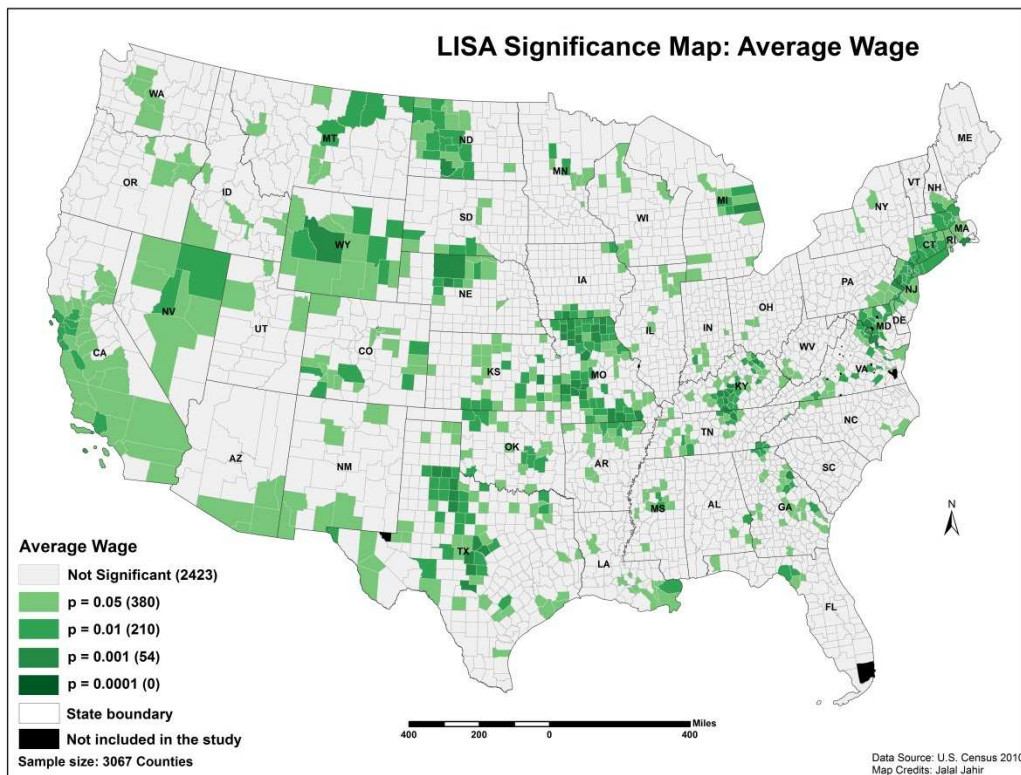 LISA Significance Map: Average Wage
WA
MT
ND
MN
ME
OR
ID
SD
WI
MI
NY
VT
NH
MA
CT
RI
WY
NE
IA
PA
NJ
NV
UT
CO
CA
KS
MO
IL
IN
OH
WV
MD
DE
VA
KY
AZ
NM
OK
AR
TN
NC
SC
TX
LA
MS
AL
GA
FL
N
Average Wage
Not Significant (2423)
p = 0.05 (380)
p = 0.01 (210)
p = 0.001 (54)
p = 0.0001 (0)
State boundary
Not included in the study
Sample size: 3067 Counties
Miles
400 200 0 400
Data Source: U.S. Census 2010
Map Credits: Jalal Jahir